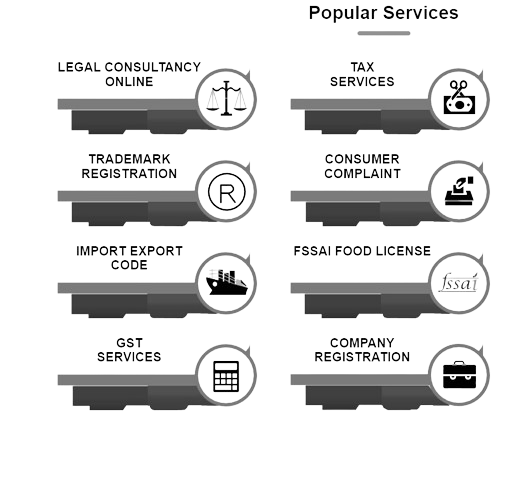 Popular Services
LEGAL CONSULTANCY
ONLINE
TAX
SERVICES
TRADEMARK
REGISTRATION
R
CONSUMER
COMPLAINT
IMPORT EXPORT
CODE
FSSAI FOOD LICENSE
fssai
GST
SERVICES
COMPANY
REGISTRATION